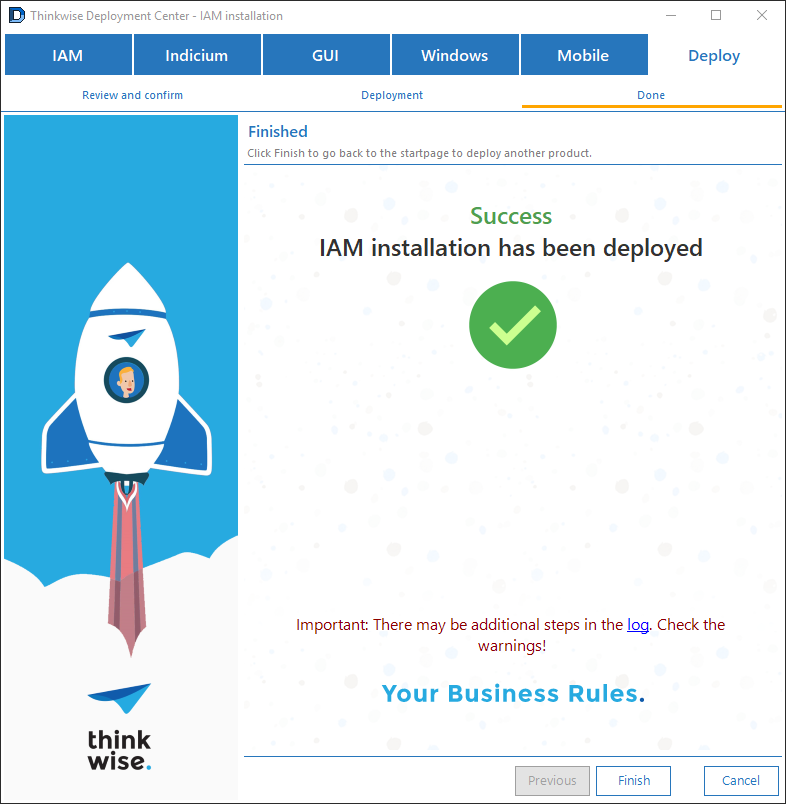 Thinkwise Deployment Center - IAM installation
IAM Indicium GUI Windows Mobile Deploy
Review and confirm Deployment Done
Finished
Click Finish to go back to the startpage to deploy another product.
Success
IAM installation has been deployed
Important: There may be additional steps in the log. Check the
warnings!
Your Business Rules.
think
wise.
Previous Finish Cancel